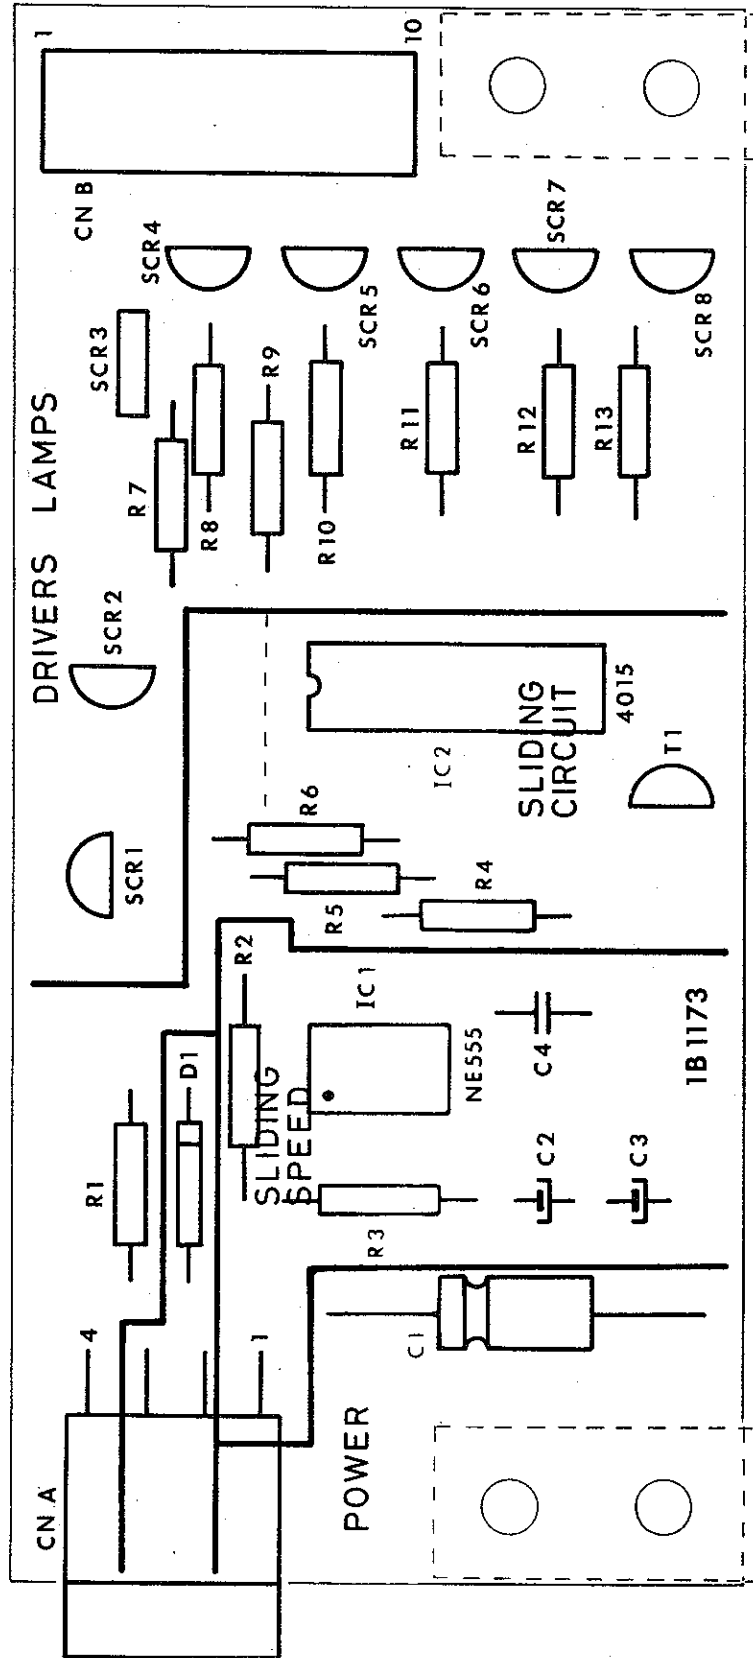 CN A
4
1
POWER
C1
R1
D1
R2
SLIDING
SPEED
R3
IC1
NE555
C2
C3
C4
1B1173
SCR1
SCR2
DRIVERS LAMPS
R4
R5
R6
IC2
4015
SLIDING
CIRCUIT
T1
R7
R8
R9
R10
R11
R12
R13
SCR3
SCR4
SCR5
SCR6
SCR7
SCR8
CN B
1
10